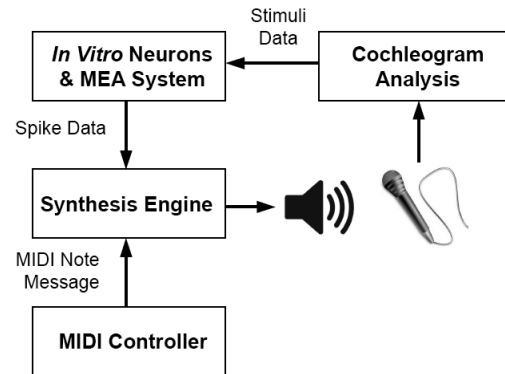 Stimuli
Data
In Vitro Neurons
& MEA System
Cochleogram
Analysis
Spike Data
Synthesis Engine
MIDI Note
Message
MIDI Controller